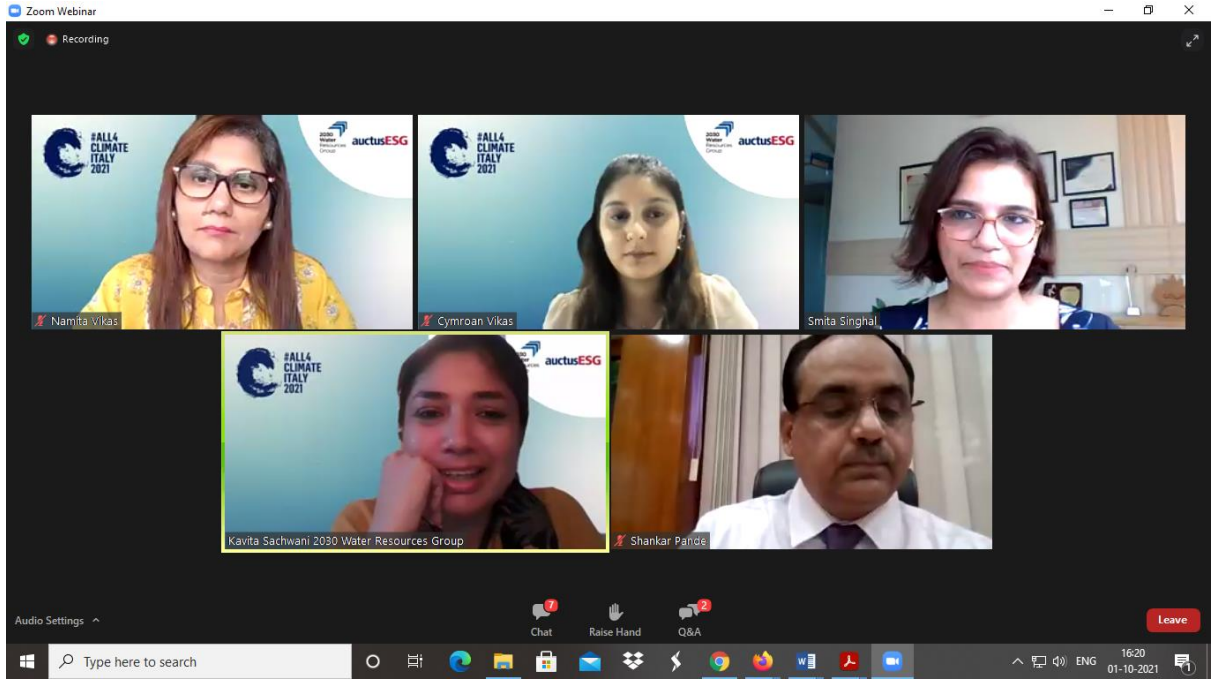 Zoom Webinar
Recording
#ALL4
CLIMATE
ITALY
2021
2030
Water
Resources
Group
auctusESG
Namita Vikas
#ALL4
CLIMATE
ITALY
2021
2030
Water
Resources
Group
auctusESG
Cymroan Vikas
Smita Singhal
#ALL4
CLIMATE
ITALY
2021
auctusESG
Kavita Sachwani 2030 Water Resources Group
Shankar Pande
Audio Settings
7
Chat
Raise Hand
2
Q&A
Leave
Type here to search
ENG
16:20
01-10-2021
1